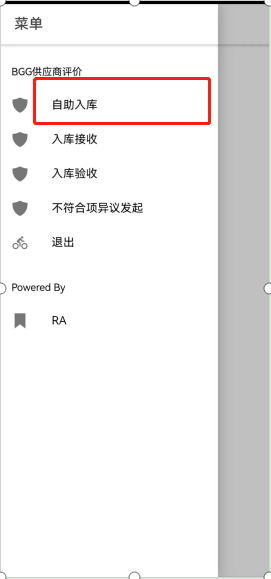 菜单
BGG供应商评价
自助入库
入库接收
入库验收
不符合项异议发起
退出
Powered By
RA